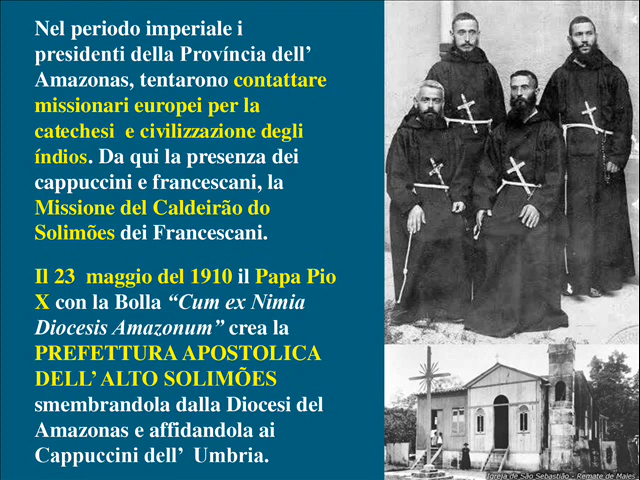 Nel periodo imperiale i
presidenti della Província dell’
Amazonas, tentarono contattare
missionari europei per la
catechesi e civilizzazione degli
índios. Da qui la presenza dei
cappuccini e francescani, la
Missione del Caldeirão do
Solimões dei Francescani.
Il 23 maggio del 1910 il Papa Pio
X con la Bolla “Cum ex Nimia
Diocesis Amazonum” crea la
PREFETTURA APOSTOLICA
DELL’ ALTO SOLIMÕES
smembrandola dalla Diocesi del
Amazonas e affidandola ai
Cappuccini dell’ Umbria.
Igreja de São Sebastião - Remate de Males